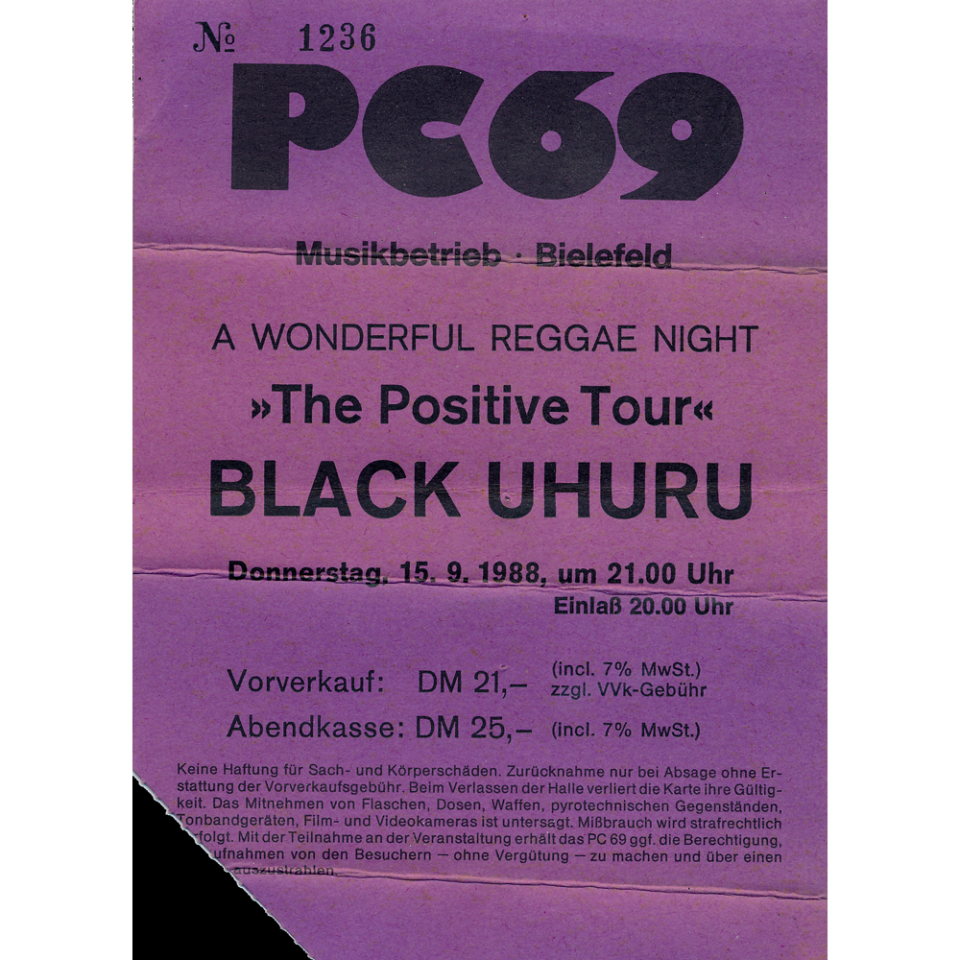 № 1236
PC69
Musikbetrieb · Bielefeld
A WONDERFUL REGGAE NIGHT
»The Positive Tour«
BLACK UHURU
Donnerstag, 15. 9. 1988, um 21.00 Uhr
Einlaß 20.00 Uhr
Vorverkauf: DM 21,– (incl. 7% MwSt.)
zzgl. VVk-Gebühr
Abendkasse: DM 25,– (incl. 7% MwSt.)
Keine Haftung für Sach- und Körperschäden. Zurücknahme nur bei Absage ohne Er-
stattung der Vorverkaufsgebühr. Beim Verlassen der Halle verliert die Karte ihre Gültig-
keit. Das Mitnehmen von Flaschen, Dosen, Waffen, pyrotechnischen Gegenständen,
Tonbandgeräten, Film- und Videokameras ist untersagt. Mißbrauch wird strafrechtlich
rfolgt. Mit der Teilnahme an der Veranstaltung erhält das PC 69 ggf. die Berechtigung,
ufnahmen von den Besuchern – ohne Vergütung – zu machen und über einen
auszustrahlen.